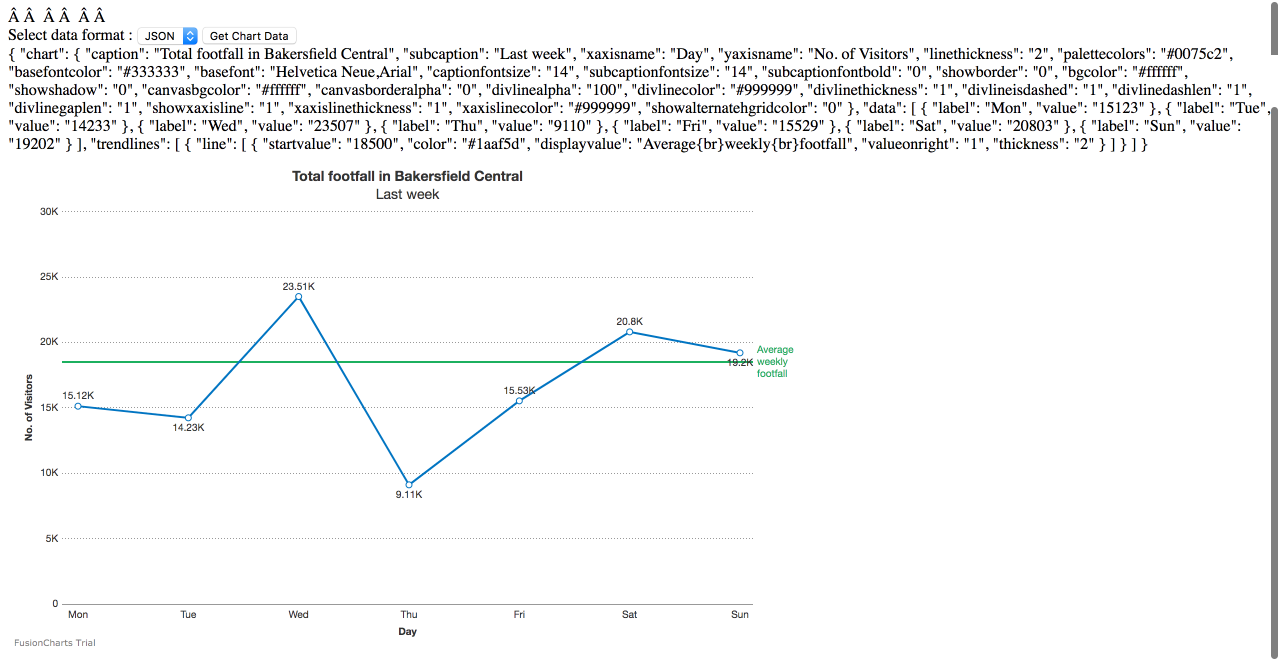 Â Â  Â Â  Â Â
Select data format : JSON Get Chart Data
{ "chart": { "caption": "Total footfall in Bakersfield Central", "subcaption": "Last week", "xaxisname": "Day", "yaxisname": "No. of Visitors", "linethickness": "2", "palettecolors": "#0075c2",
"basefontcolor": "#333333", "basefont": "Helvetica Neue,Arial", "captionfontsize": "14", "subcaptionfontsize": "14", "subcaptionfontbold": "0", "showborder": "0", "bgcolor": "#ffffff",
"showshadow": "0", "canvasbgcolor": "#ffffff", "canvasborderalpha": "0", "divlinealpha": "100", "divlinecolor": "#999999", "divlinethickness": "1", "divlineisdashed": "1", "divlinedashlen": "1",
"divlinegaplen": "1", "showxaxisline": "1", "xaxislinethickness": "1", "xaxislinecolor": "#999999", "showalternatehgridcolor": "0" }, "data": [ { "label": "Mon", "value": "15123" }, { "label": "Tue",
"value": "14233" }, { "label": "Wed", "value": "23507" }, { "label": "Thu", "value": "9110" }, { "label": "Fri", "value": "15529" }, { "label": "Sat", "value": "20803" }, { "label": "Sun", "value":
"19202" } ], "trendlines": [ { "line": [ { "startvalue": "18500", "color": "#1aaf5d", "displayvalue": "Average{br}weekly{br}footfall", "valueonright": "1", "thickness": "2" } ] } ] }
Total footfall in Bakersfield Central
Last week
30K
25K
23.51K
20K
20.8K
19.2K
Average
weekly
footfall
15K
15.12K
14.23K
15.53K
10K
9.11K
5K
0
No. of Visitors
Mon Tue Wed Thu Fri Sat Sun
Day
FusionCharts Trial